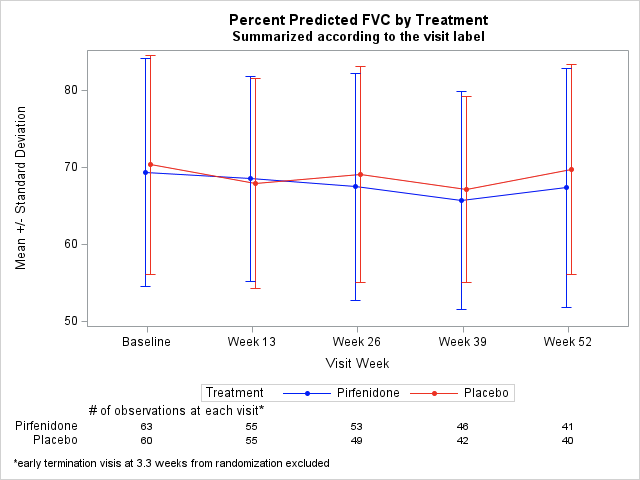 Percent Predicted FVC by Treatment
Summarized according to the visit label
Mean +/- Standard Deviation
80
70
60
50
Baseline Week 13 Week 26 Week 39 Week 52
Visit Week
Treatment Pirfenidone Placebo
# of observations at each visit*
Pirfenidone 63 55 53 46 41
Placebo 60 55 49 42 40
*early termination visis at 3.3 weeks from randomization excluded